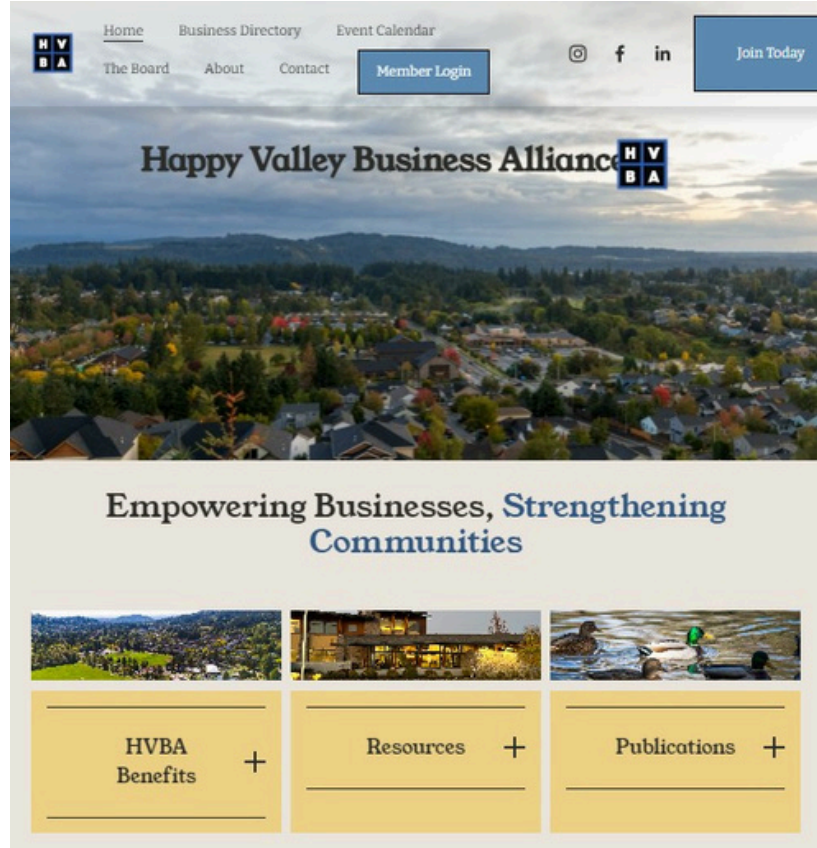 H V
B A
Home Business Directory Event Calendar
The Board About Contact Member Login
Join Today
Happy Valley Business Alliance
H V
B A
Empowering Businesses, Strengthening
Communities
HVBA
Benefits
Resources
Publications